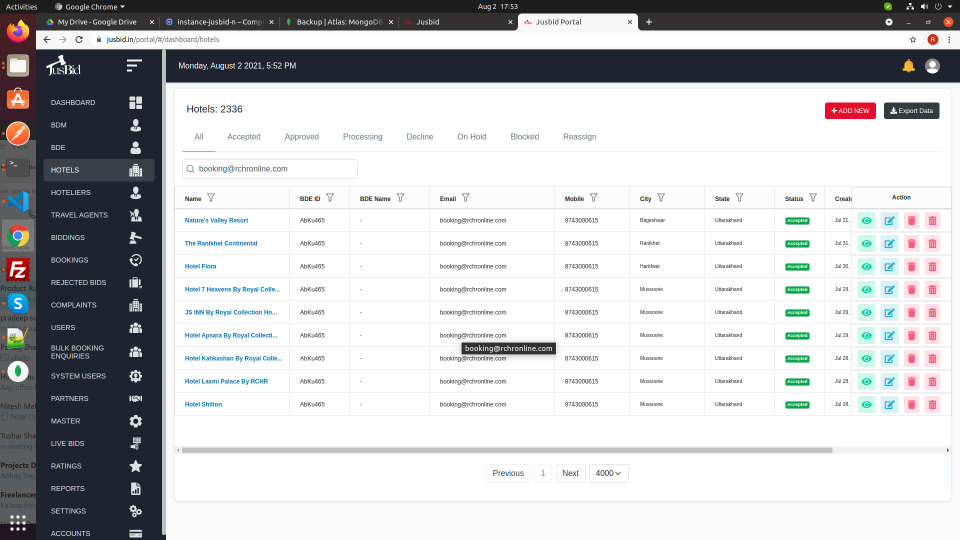 Activities Google Chrome Aug 2 17:53
My Drive - Google Drive instance-jusbid-n – Comp Backup | Atlas: MongoDB Jusbid Jusbid Portal
jusbid.in/portal/#/dashboard/hotels R
JusBid Monday, August 2 2021, 5:52 PM
DASHBOARD
BDM
BDE
HOTELS
HOTELIERS
TRAVEL AGENTS
BIDDINGS
BOOKINGS
REJECTED BIDS
COMPLAINTS
USERS
BULK BOOKING
ENQUIRIES
SYSTEM USERS
PARTNERS
MASTER
LIVE BIDS
RATINGS
REPORTS
SETTINGS
ACCOUNTS
Hotels: 2336 + ADD NEW Export Data
All Accepted Approved Processing Decline On Hold Blocked Reassign
booking@rchronline.com
Name BDE ID BDE Name Email Mobile City State Status Create Action
Nature's Valley Resort AbKu465 - booking@rchronline.com 8743000615 Bageshwar Uttarakhand Accepted Jul 31,
The Ranikhet Continental AbKu465 - booking@rchronline.com 8743000615 Ranikhet Uttarakhand Accepted Jul 31,
Hotel Flora AbKu465 - booking@rchronline.com 8743000615 Haridwar Uttarakhand Accepted Jul 30,
Hotel 7 Heavens By Royal Colle... AbKu465 - booking@rchronline.com 8743000615 Mussoorie Uttarakhand Accepted Jul 29,
JS INN By Royal Collection Ho... AbKu465 - booking@rchronline.com 8743000615 Mussoorie Uttarakhand Accepted Jul 29,
Hotel Apsara By Royal Collecti... AbKu465 - booking@rchronline.com 8743000615 Mussoorie Uttarakhand Accepted Jul 29,
booking@rchronline.com
Hotel Kahkashan By Royal Colle... AbKu465 - booking@rchronline.com 8743000615 Mussoorie Uttarakhand Accepted Jul 28,
Hotel Laxmi Palace By RCHR AbKu465 - booking@rchronline.com 8743000615 Mussoorie Uttarakhand Accepted Jul 28,
Hotel Shilton AbKu465 - booking@rchronline.com 8743000615 Mussoorie Uttarakhand Accepted Jul 28,
Previous 1 Next 4000
Product
Nitesh
Tushar Sha
Projects D
Freelancer